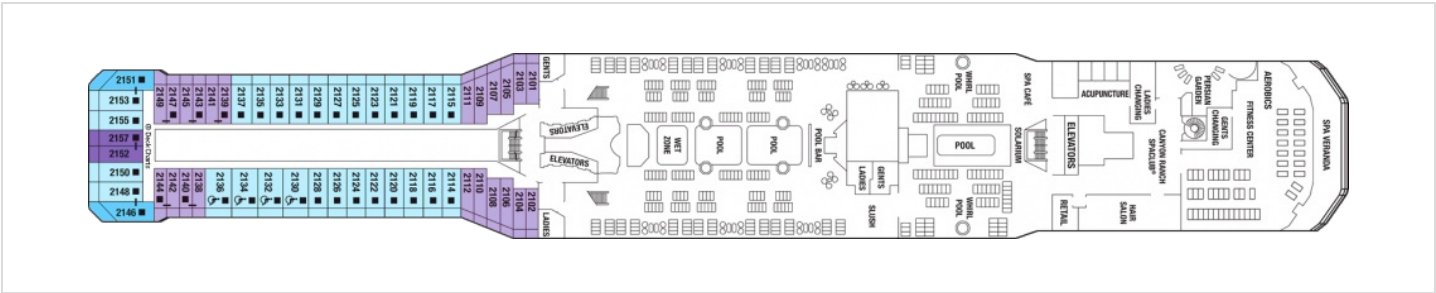 2151
2153
2155
2157
2152
2150
2148
2146
© Deck Charts
2149
2147
2145
2143
2141
2139
2137
2135
2133
2131
2129
2127
2125
2123
2121
2119
2117
2115
2111
2109
2107
2105
2103
2101
2144
2142
2140
2138
2136
2134
2132
2130
2128
2126
2124
2122
2120
2118
2116
2114
2112
2110
2108
2106
2104
2102
GENTS
LADIES
ELEVATORS
ELEVATORS
WET
ZONE
POOL
POOL
POOL BAR
LADIES
GENTS
SLUSH
WHIRL
POOL
POOL
WHIRL
POOL
SPA CAFÉ
SOLARIUM
ELEVATORS
RETAIL
ACUPUNCTURE
LADIES
CHANGING
CANYON RANCH
SPACLUB®
HAIR
SALON
PERSIAN
GARDEN
GENTS
CHANGING
AEROBICS
FITNESS CENTER
SPA VERANDA